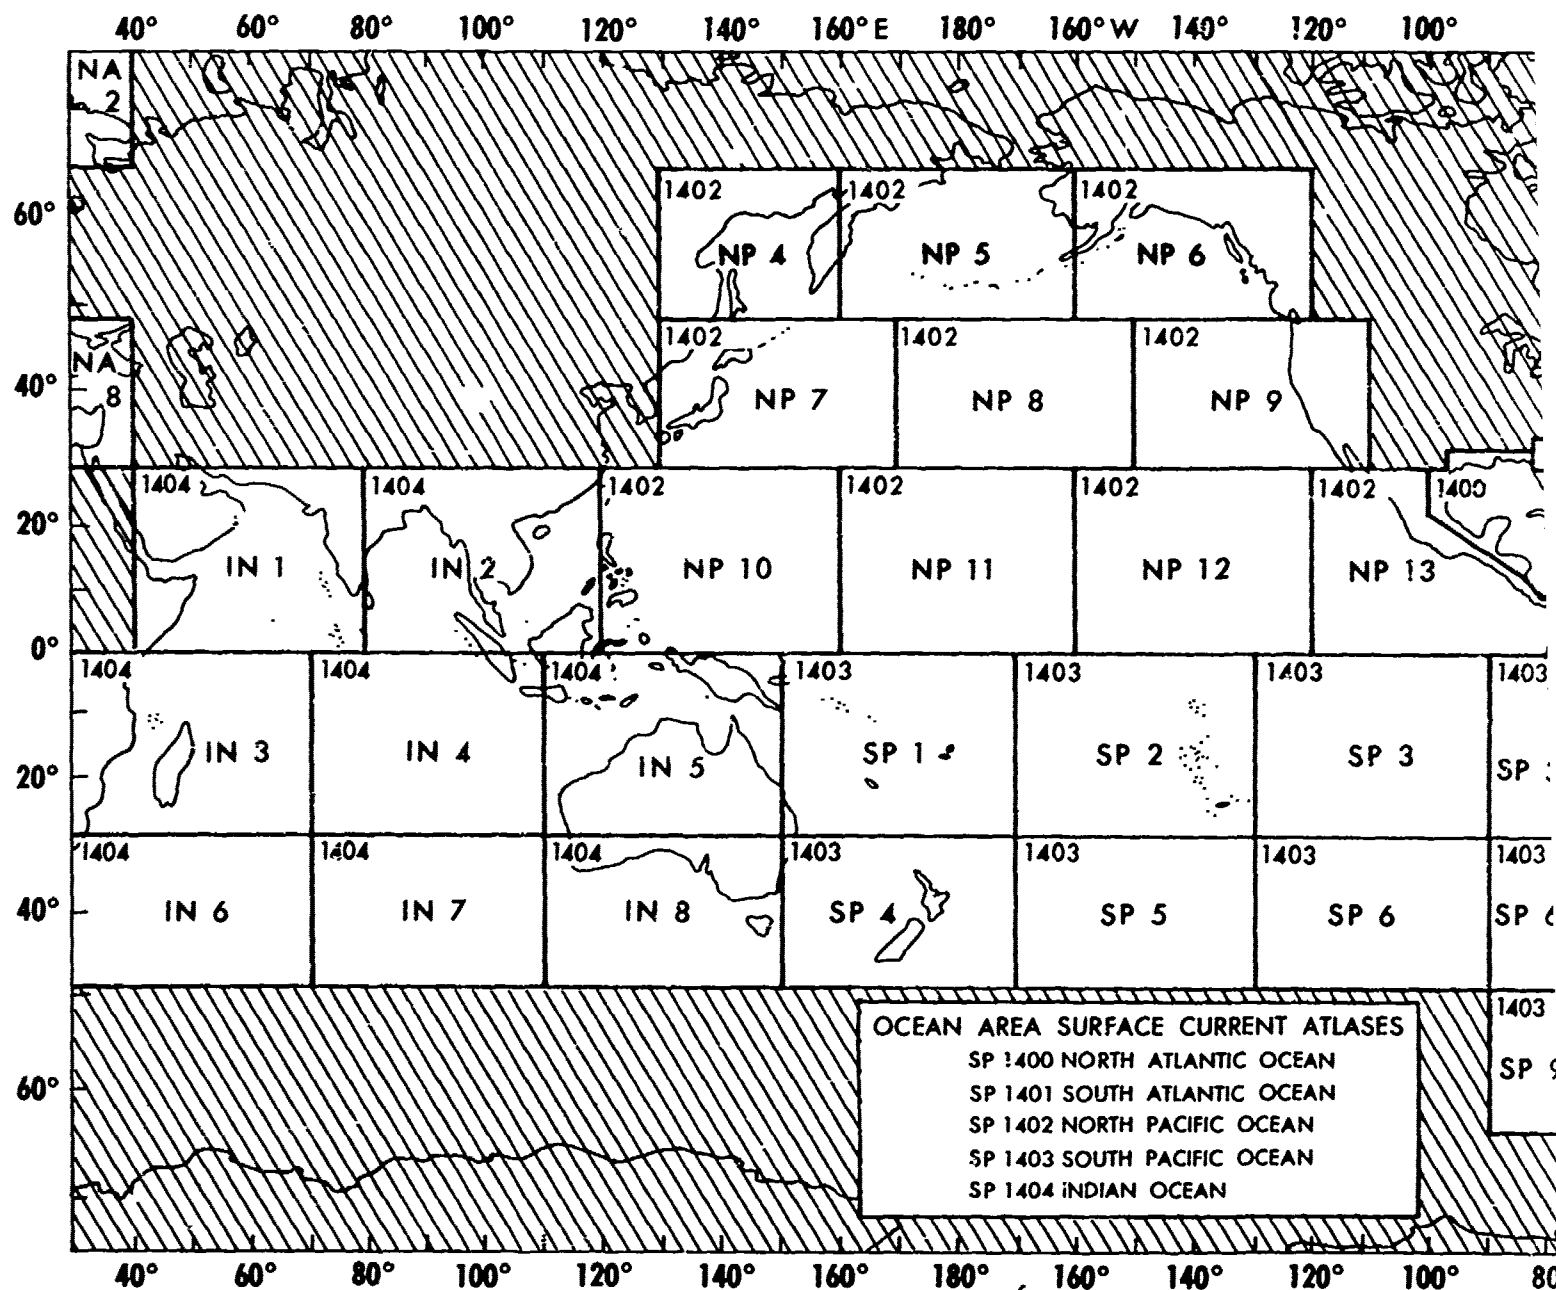 40° 60° 80° 100° 120° 140° 160° E 180° 160° W 140° 120° 100°
NA
2
60°
1402 1402 1402
NP 4 NP 5 NP 6
1402 1402 1402
NA
8
40°
NP 7 NP 8 NP 9
1404 1404 1402 1402 1402 1402 1400
20°
IN 1 IN 2 NP 10 NP 11 NP 12 NP 13
0°
1404 1404 1404 1403 1403 1403 1403
IN 3 IN 4 IN 5 SP 1 SP 2 SP 3 SP
20°
1404 1404 1404 1403 1403 1403 1403
40°
IN 6 IN 7 IN 8 SP 4 SP 5 SP 6 SP 6
1403
OCEAN AREA SURFACE CURRENT ATLASES
SP 1400 NORTH ATLANTIC OCEAN
SP 1401 SOUTH ATLANTIC OCEAN
SP 1402 NORTH PACIFIC OCEAN
SP 1403 SOUTH PACIFIC OCEAN
SP 1404 INDIAN OCEAN
60°
SP 9
40° 60° 80° 100° 120° 140° 160° 180° 160° 140° 120° 100° 80